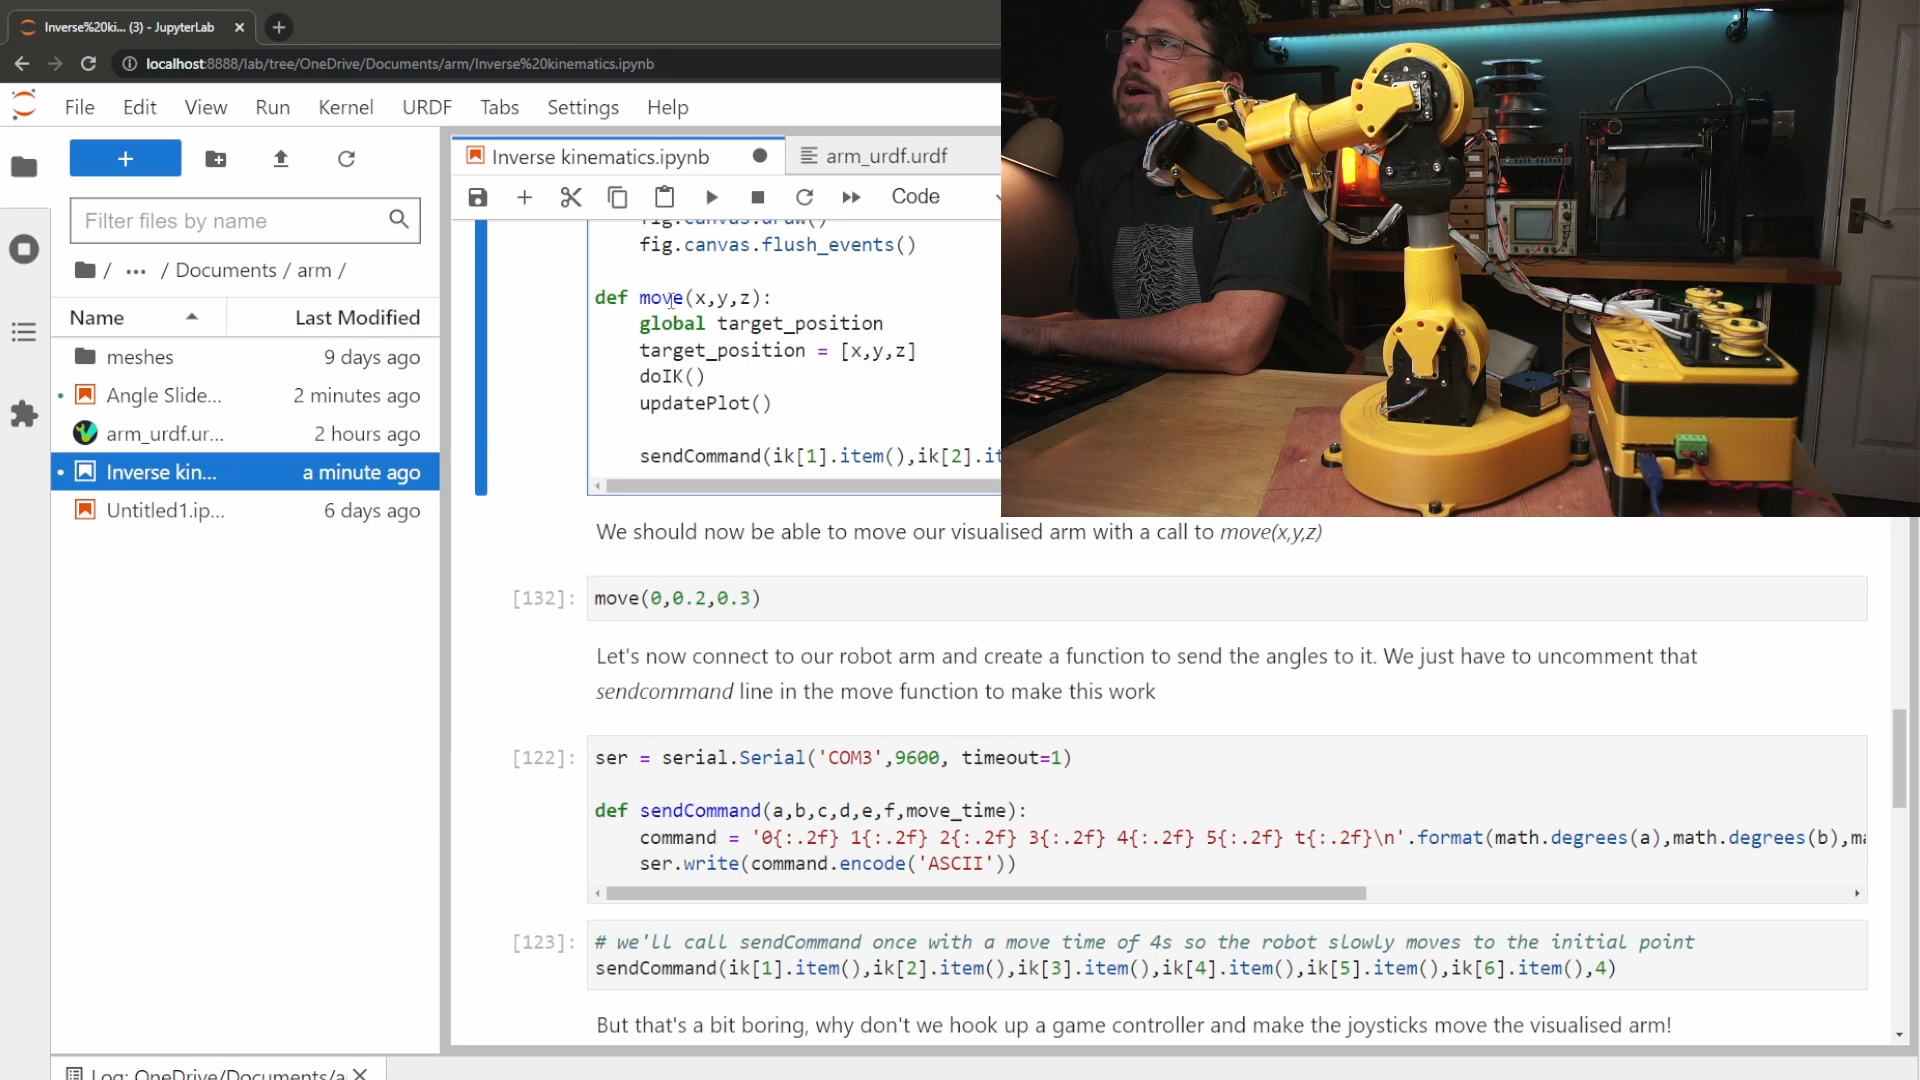 Inverse%20ki... (3) - JupyterLab
localhost:8888/lab/tree/OneDrive/Documents/arm/Inverse%20kinematics.ipynb
File Edit View Run Kernel URDF Tabs Settings Help
Filter files by name
/ ... / Documents / arm /
Name Last Modified
meshes 9 days ago
Angle Slide... 2 minutes ago
arm_urdf.ur... 2 hours ago
Inverse kin... a minute ago
Untitled1.ip... 6 days ago
Inverse kinematics.ipynb
arm_urdf.urdf
Code
fig.canvas.draw()
fig.canvas.flush_events()
def move(x,y,z):
global target_position
target_position = [x,y,z]
doIK()
updatePlot()
sendCommand(ik[1].item(),ik[2].it
We should now be able to move our visualised arm with a call to move(x,y,z)
[132]: move(0,0.2,0.3)
Let's now connect to our robot arm and create a function to send the angles to it. We just have to uncomment that
sendcommand line in the move function to make this work
[122]: ser = serial.Serial('COM3',9600, timeout=1)
def sendCommand(a,b,c,d,e,f,move_time):
command = '0{:.2f} 1{:.2f} 2{:.2f} 3{:.2f} 4{:.2f} 5{:.2f} t{:.2f}\n'.format(math.degrees(a),math.degrees(b),ma
ser.write(command.encode('ASCII'))
[123]: # we'll call sendCommand once with a move time of 4s so the robot slowly moves to the initial point
sendCommand(ik[1].item(),ik[2].item(),ik[3].item(),ik[4].item(),ik[5].item(),ik[6].item(),4)
But that's a bit boring, why don't we hook up a game controller and make the joysticks move the visualised arm!
Log: OneDrive/Documents/a